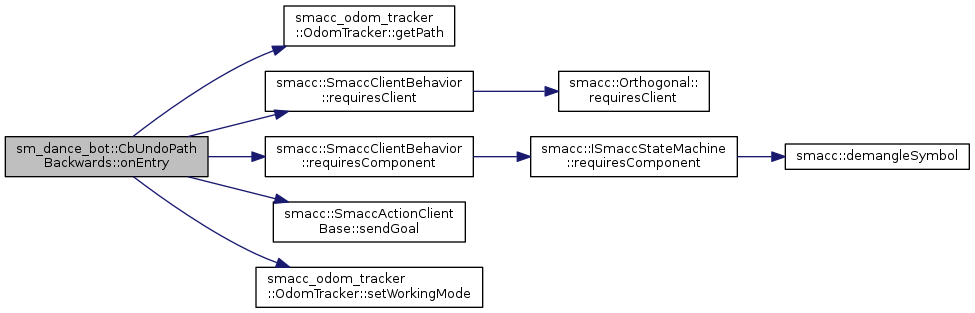 smacc_odom_tracker
::OdomTracker::getPath
smacc::SmaccClientBehavior
::requiresClient
smacc::Orthogonal::
requiresClient
sm_dance_bot::CbUndoPath
Backwards::onEntry
smacc::SmaccClientBehavior
::requiresComponent
smacc::ISmaccStateMachine
::requiresComponent
smacc::demangleSymbol
smacc::SmaccActionClient
Base::sendGoal
smacc_odom_tracker
::OdomTracker::setWorkingMode